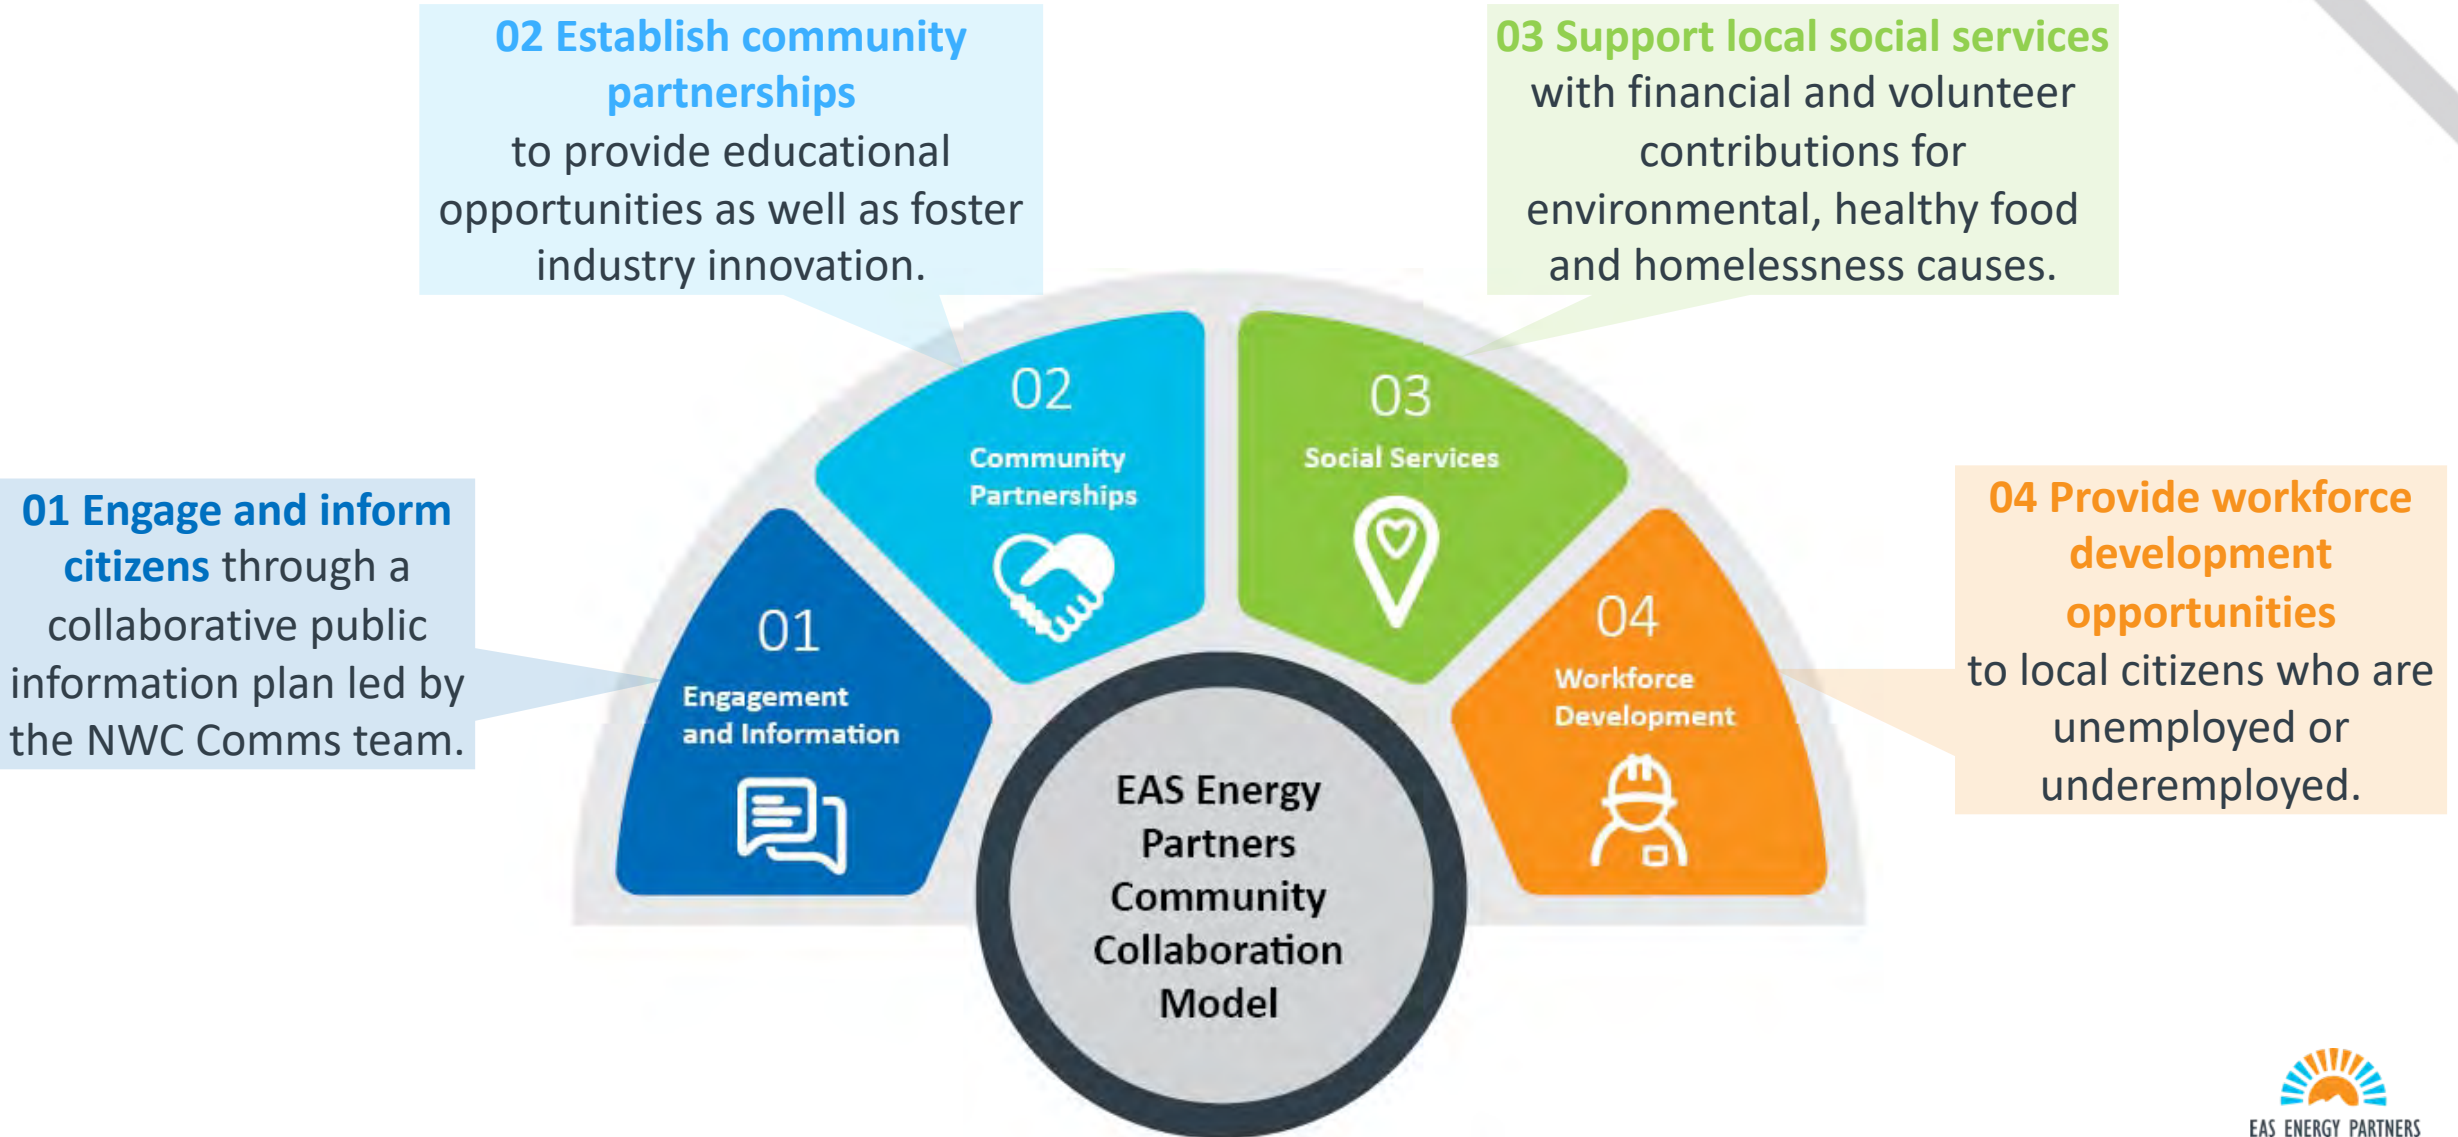 02 Establish community
partnerships
to provide educational
opportunities as well as foster
industry innovation.
03 Support local social services
with financial and volunteer
contributions for
environmental, healthy food
and homelessness causes.
01 Engage and inform
citizens through a
collaborative public
information plan led by
the NWC Comms team.
04 Provide workforce
development
opportunities
to local citizens who are
unemployed or
underemployed.
01
Engagement
and Information
02
Community
Partnerships
03
Social Services
04
Workforce
Development
EAS Energy
Partners
Community
Collaboration
Model
EAS ENERGY PARTNERS